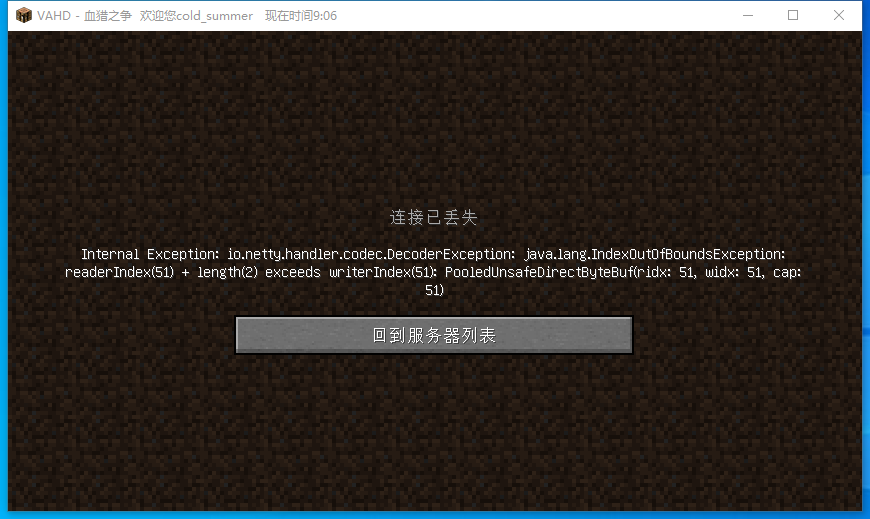 VAHD - 血猎之争 欢迎您cold_summer 现在时间9:06
连接已丢失
Internal Exception: io.netty.handler.codec.DecoderException: java.lang.IndexOutOfBoundsException:
readerIndex(51) + length(2) exceeds writerIndex(51): PooledUnsafeDirectByteBuf(ridx: 51, widx: 51, cap:
51)
回到服务器列表